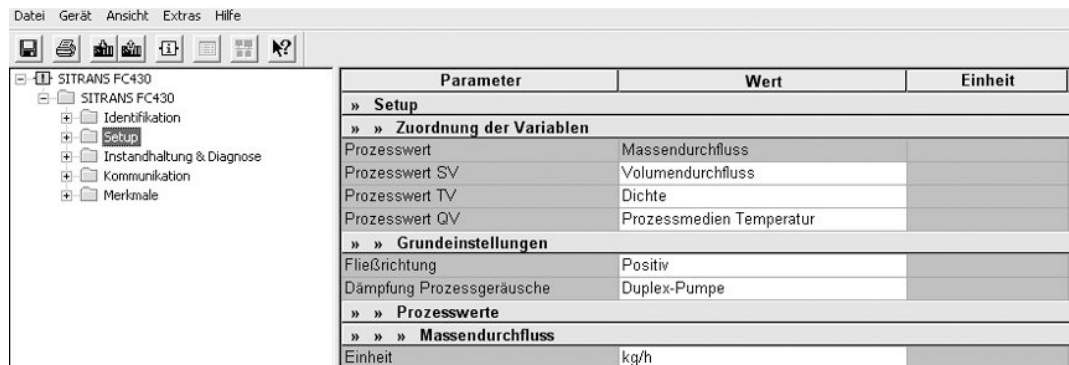 Datei Gerät Ansicht Extras Hilfe
SITRANS FC430
SITRANS FC430
Identifikation
Setup
Instandhaltung & Diagnose
Kommunikation
Merkmale
Parameter Wert Einheit
» Setup
» » Zuordnung der Variablen
Prozesswert Massendurchfluss
Prozesswert SV Volumendurchfluss
Prozesswert TV Dichte
Prozesswert QV Prozessmedien Temperatur
» » Grundeinstellungen
Fließrichtung Positiv
Dämpfung Prozessgeräusche Duplex-Pumpe
» » Prozesswerte
» » » Massendurchfluss
Einheit kg/h